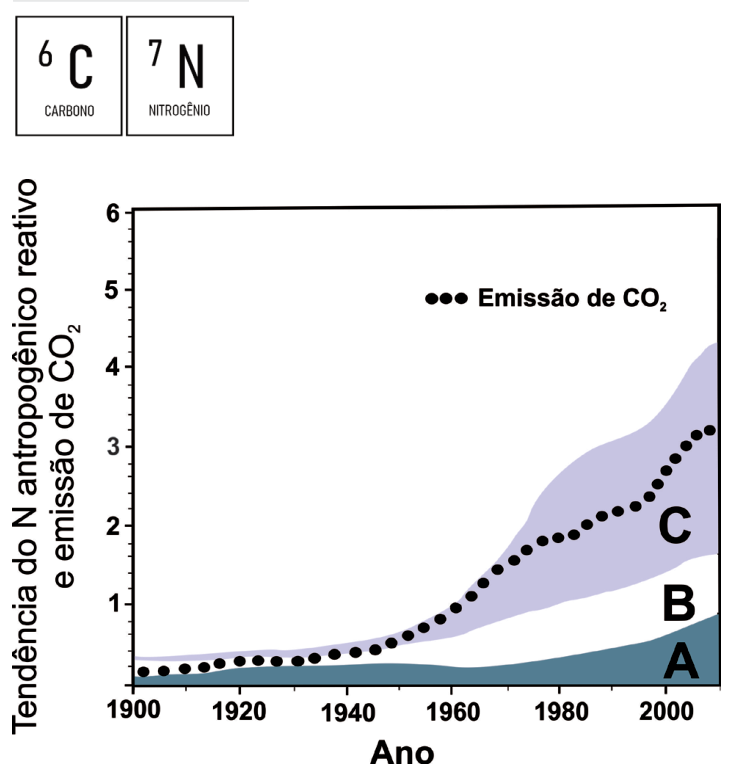 6 C
CARBONO
7 N
NITROGÊNIO
Tendência do N antropogênico reativo
e emissão de CO₂
6
5
4
3
2
1
Emissão de CO₂
C
B
A
1900 1920 1940 1960 1980 2000
Ano